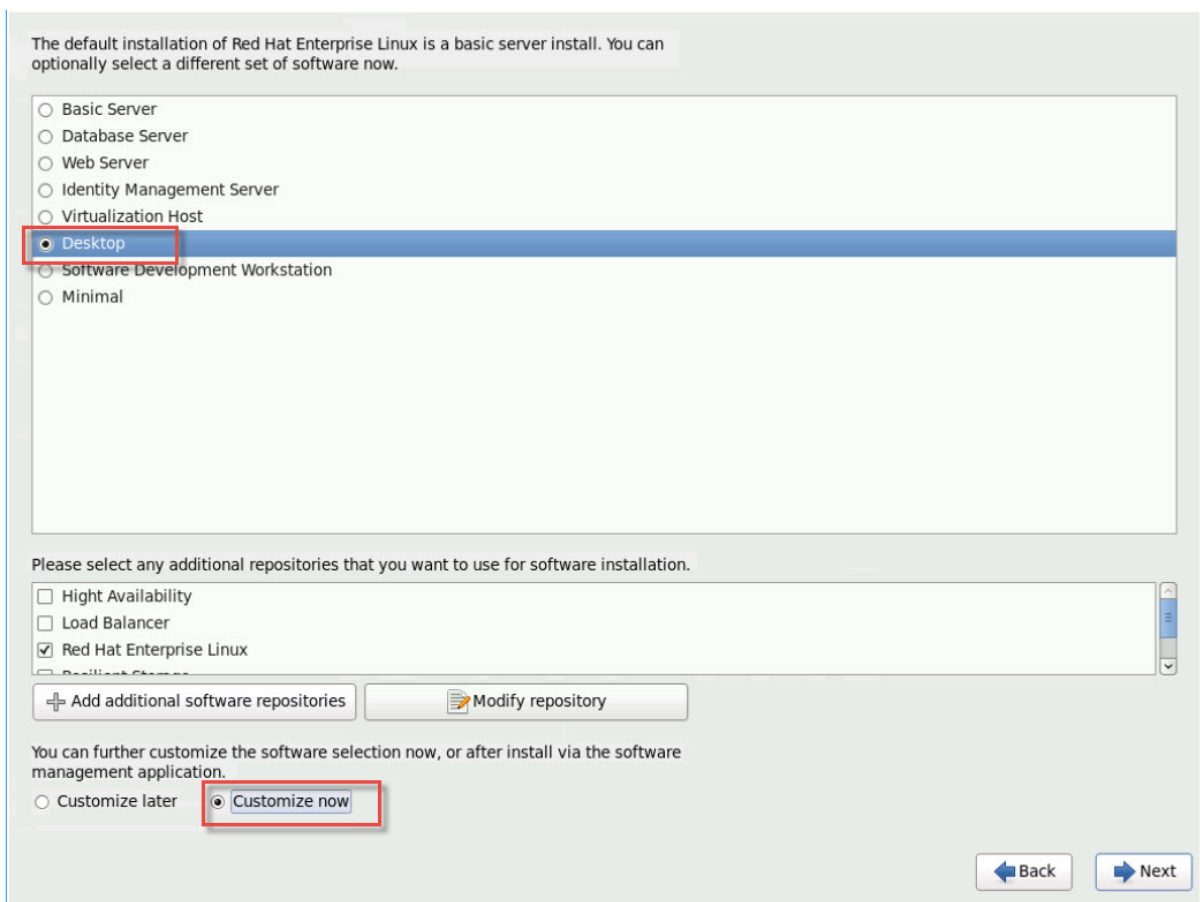 The default installation of Red Hat Enterprise Linux is a basic server install. You can
optionally select a different set of software now.
Basic Server
Database Server
Web Server
Identity Management Server
Virtualization Host
Desktop
Software Development Workstation
Minimal
Please select any additional repositories that you want to use for software installation.
Hight Availability
Load Balancer
Red Hat Enterprise Linux
Resilient Storage
Add additional software repositories
Modify repository
You can further customize the software selection now, or after install via the software
management application.
Customize later
Customize now
Back
Next